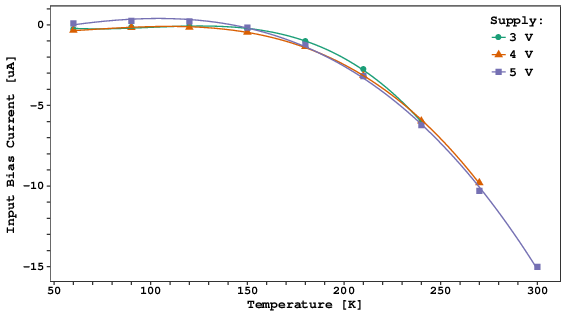 Supply:
3 V
4 V
5 V
Input Bias Current [uA]
0
−5
−10
−15
50 100 150 200 250 300
Temperature [K]